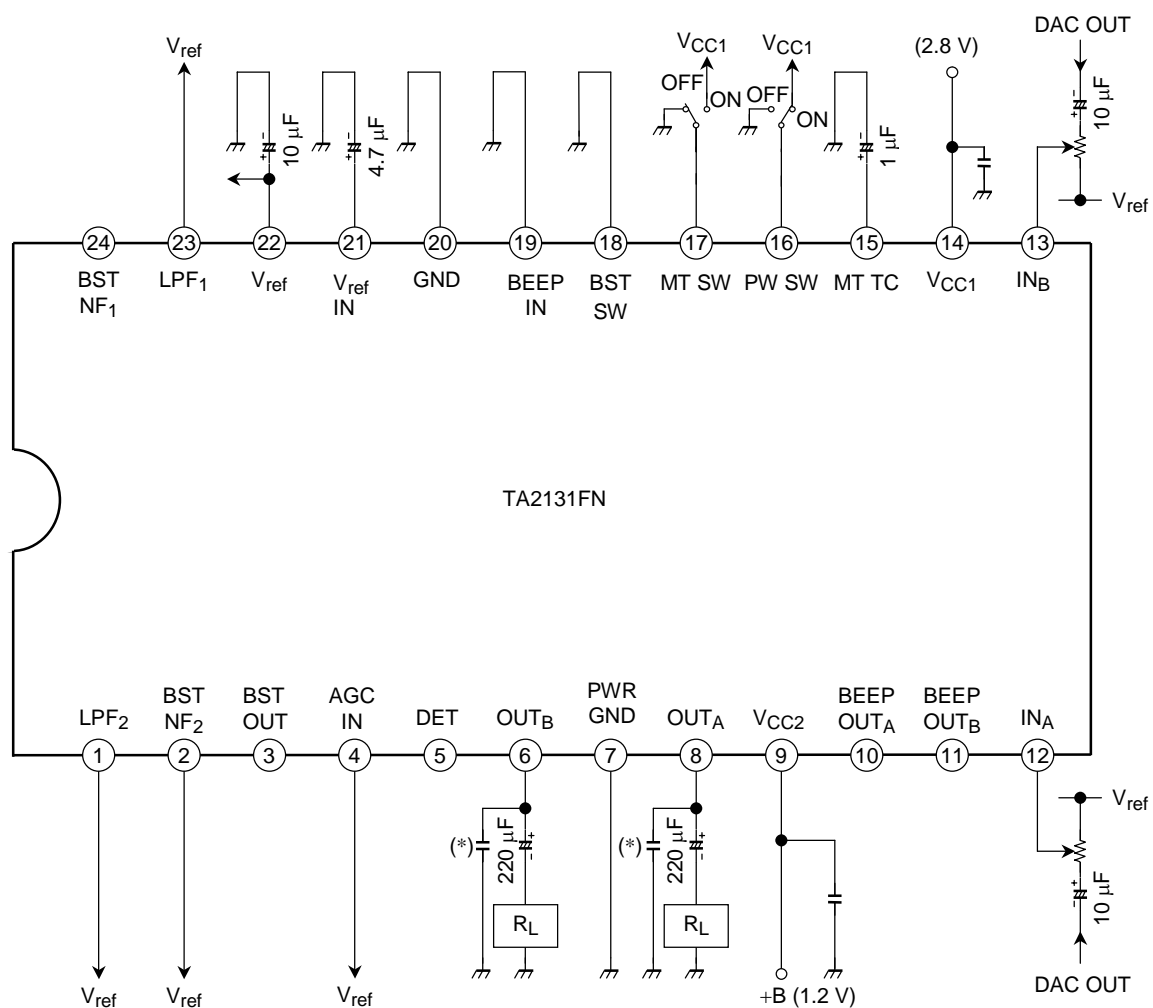 DAC OUT
Vref
VCC1
VCC1
(2.8 V)
OFF
ON
OFF
ON
+ -
10 µF
+ -
4.7 µF
+ -
1 µF
+ -
10 µF
Vref
24 23 22 21 20 19 18 17 16 15 14 13
BST NF1
LPF1
Vref
Vref IN
GND
BEEP IN
BST SW
MT SW
PW SW
MT TC
VCC1
INB
TA2131FN
LPF2
BST NF2
BST OUT
AGC IN
DET
OUTB
PWR GND
OUTA
VCC2
BEEP OUTA
BEEP OUTB
INA
1 2 3 4 5 6 7 8 9 10 11 12
(*)
220 µF
- +
RL
(*)
220 µF
- +
RL
Vref
- +
10 µF
Vref
Vref
Vref
+B (1.2 V)
DAC OUT